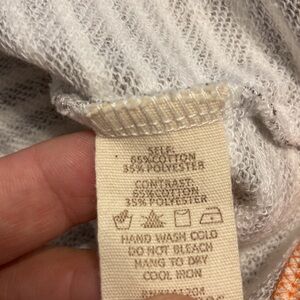 SELF:
65% COTTON
35% POLYESTER
CONTRAST:
65% COTTON
35% POLYESTER
HAND WASH COLD
DO NOT BLEACH
HANG TO DRY
COOL IRON